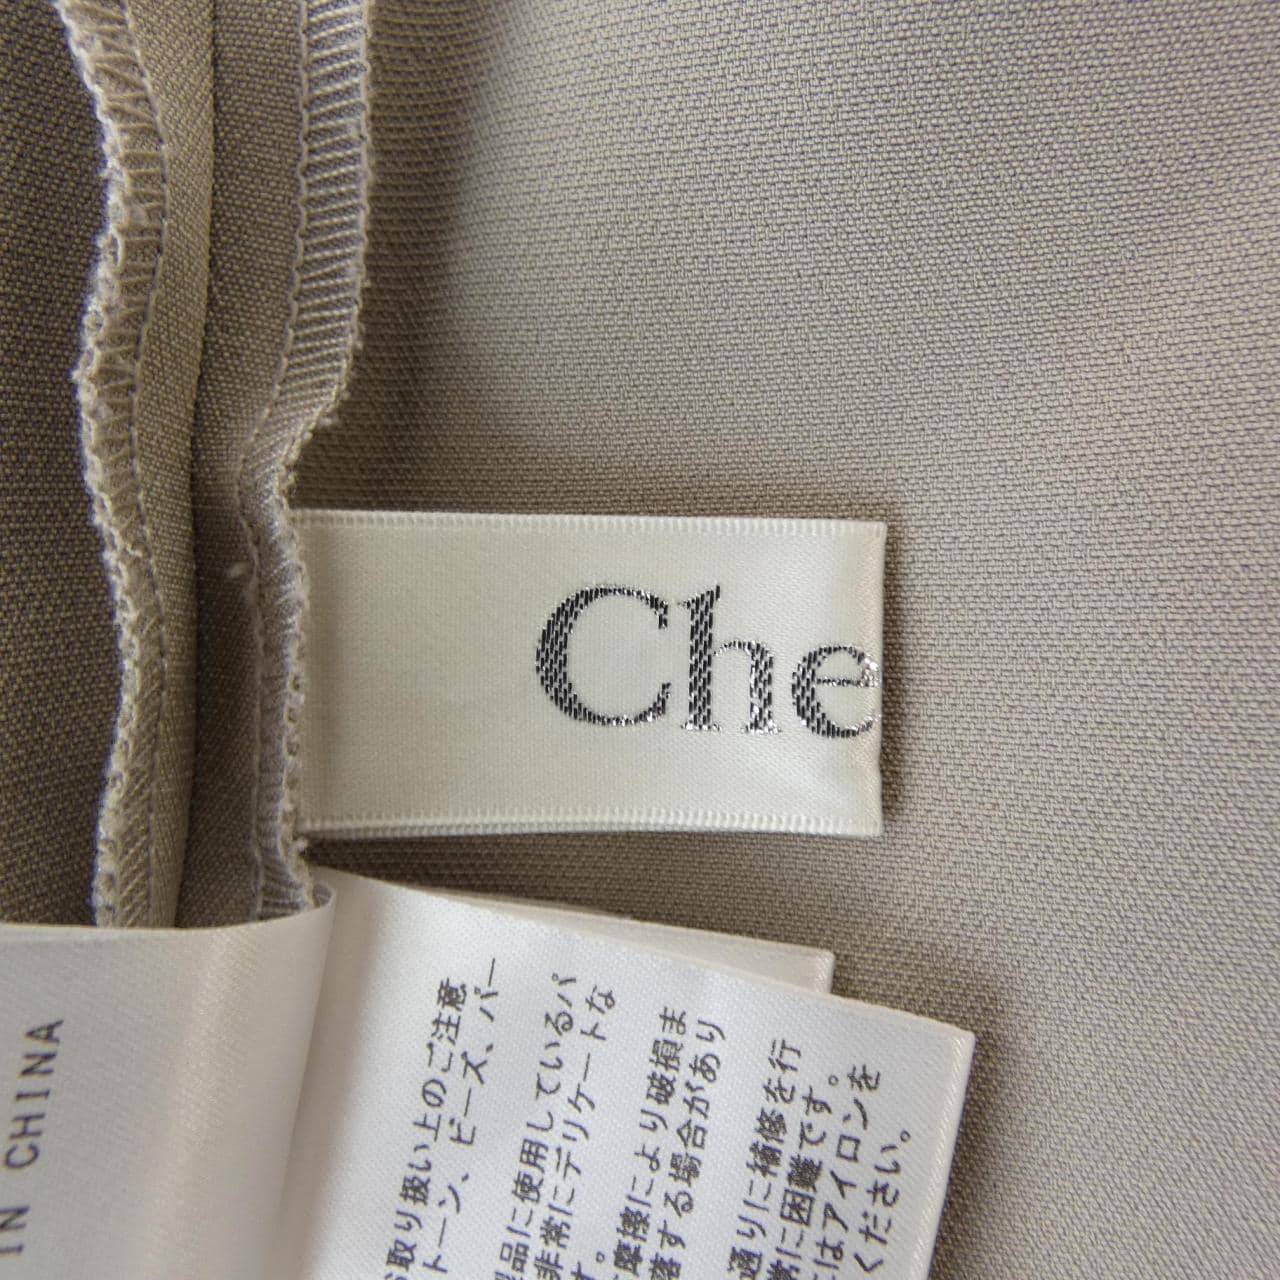 Che
IN CHINA
お取り扱い上のご注意
トーン、ビーズ、パー
製品に使用しているパ
非常にデリケートな
す。
摩擦により破損ま
落する場合があり
通りに補修を行
常に困難です。
はアイロンを
ください。